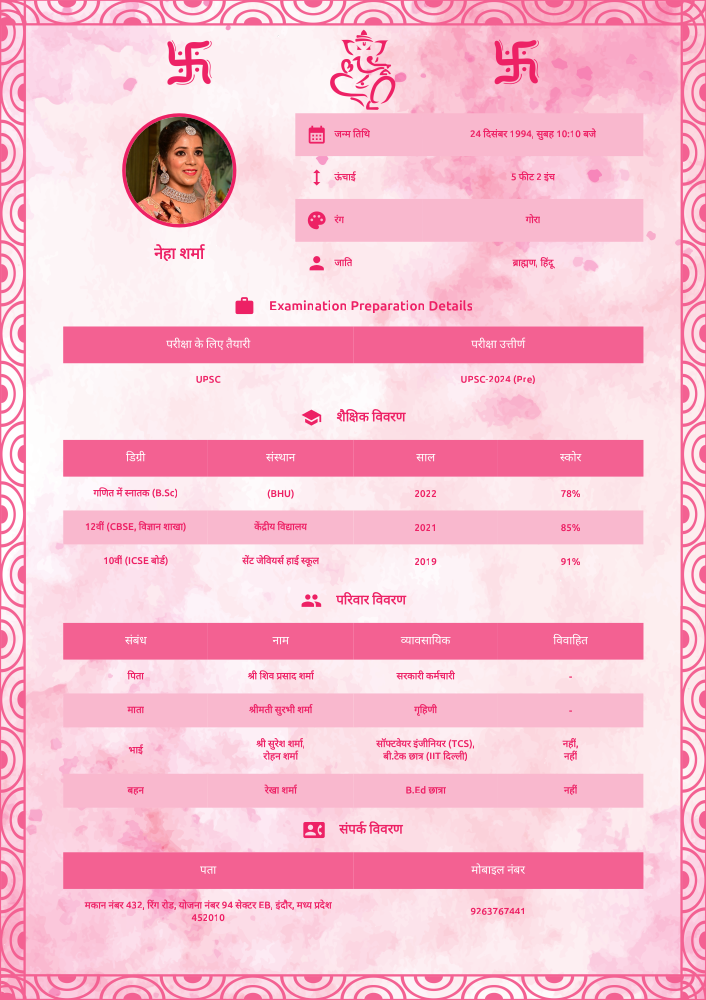 जन्म तिथि 24 दिसंबर 1994, सुबह 10:10 बजे
ऊंचाई 5 फीट 2 इंच
रंग गोरा
नेहा शर्मा
जाति ब्राह्मण, हिंदू
Examination Preparation Details
परीक्षा के लिए तैयारी परीक्षा उत्तीर्ण
UPSC UPSC-2024 (Pre)
शैक्षिक विवरण
डिग्री संस्थान साल स्कोर
गणित में स्नातक (B.Sc) (BHU) 2022 78%
12वीं (CBSE, विज्ञान शाखा) केंद्रीय विद्यालय 2021 85%
10वीं (ICSE बोर्ड) सेंट जेवियर्स हाई स्कूल 2019 91%
परिवार विवरण
संबंध नाम व्यावसायिक विवाहित
पिता श्री शिव प्रसाद शर्मा सरकारी कर्मचारी -
माता श्रीमती सुरभी शर्मा गृहिणी -
भाई श्री सुरेश शर्मा, सॉफ्टवेयर इंजीनियर (TCS), नहीं,
रोहन शर्मा बी.टेक छात्र (IIT दिल्ली) नहीं
बहन रेखा शर्मा B.Ed छात्रा नहीं
संपर्क विवरण
पता मोबाइल नंबर
मकान नंबर 432, रिंग रोड, योजना नंबर 94 सेक्टर EB, इंदौर, मध्य प्रदेश
452010 9263767441